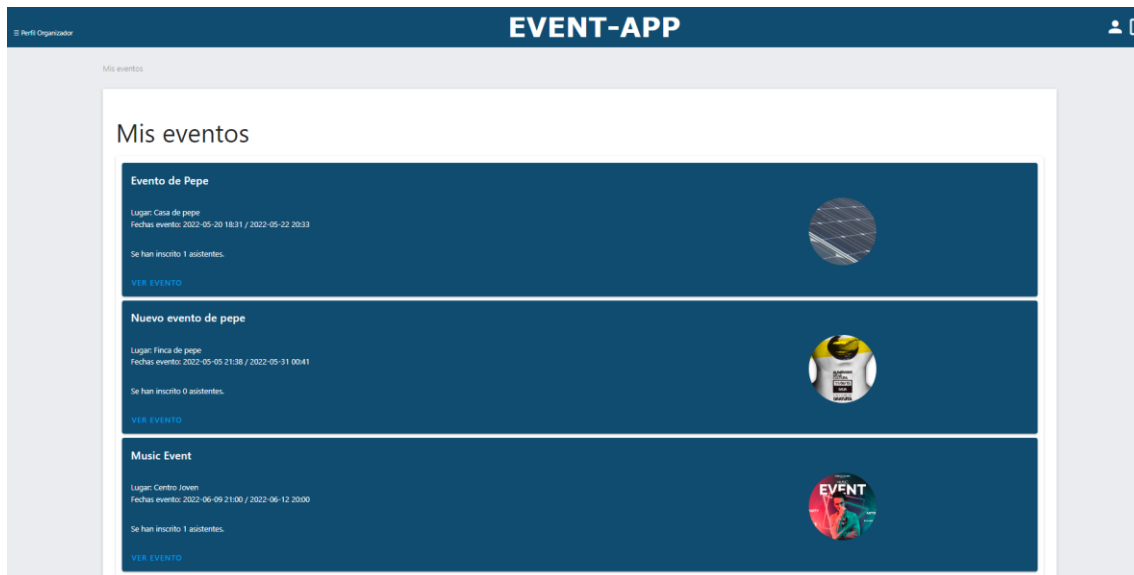 ☰ Perfil Organizador
EVENT-APP
Mis eventos
Mis eventos
Evento de Pepe
Lugar: Casa de pepe
Fechas evento: 2022-05-20 18:31 / 2022-05-22 20:33
Se han inscrito 1 asistentes.
VER EVENTO
Nuevo evento de pepe
Lugar: Finca de pepe
Fechas evento: 2022-05-05 21:38 / 2022-05-31 00:41
Se han inscrito 0 asistentes.
VER EVENTO
Music Event
Lugar: Centro Joven
Fechas evento: 2022-06-09 21:00 / 2022-06-12 20:00
Se han inscrito 1 asistentes.
VER EVENTO
EVENT